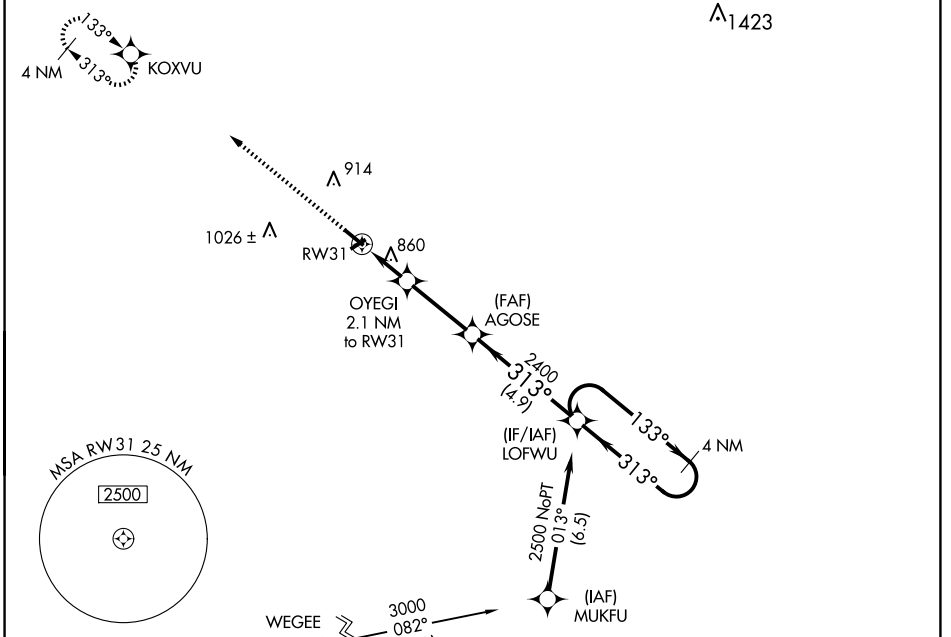 1423
133°
313°
4 NM
KOXVU
914
1026 ±
RW31
860
OYEGI
2.1 NM
to RW31
(FAF)
AGOSE
2400
313°
(4.9)
(IF/IAF)
LOFWU
133°
313°
4 NM
MSA RW31 25 NM
2500
2500 NoPT
013°
(6.5)
(IAF)
MUKFU
WEGEE
3000
082°